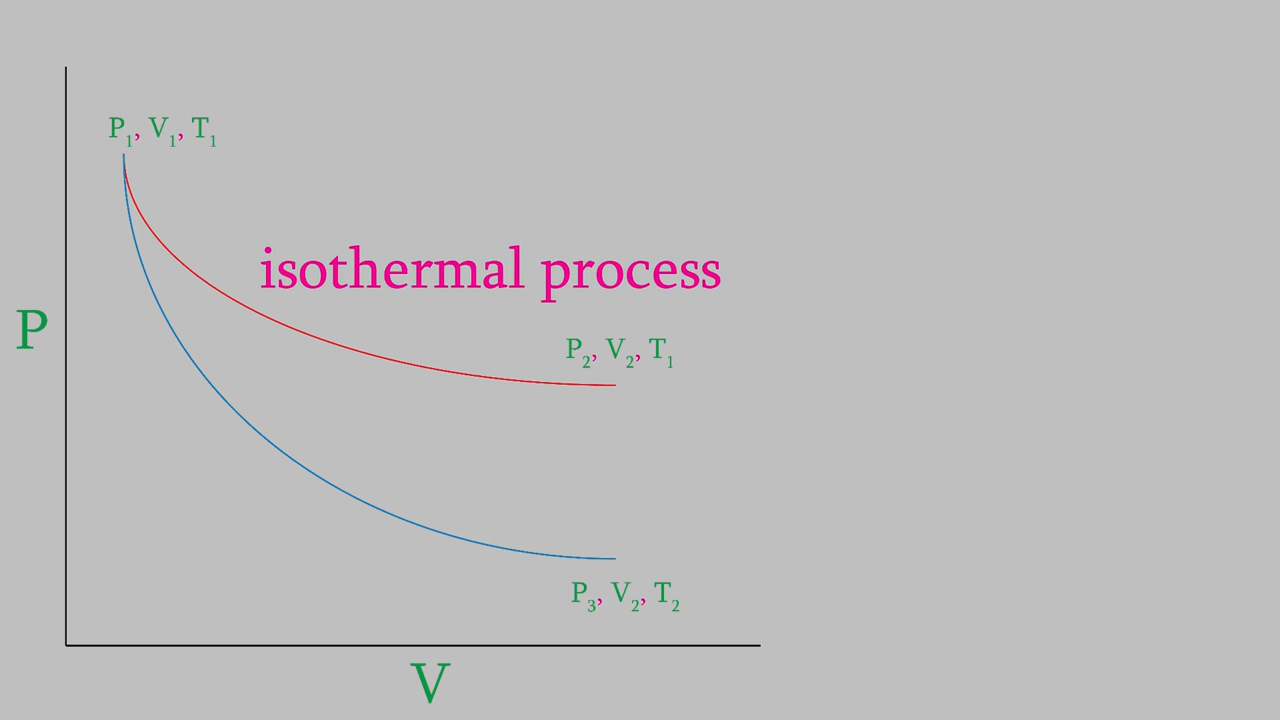 P₁, V₁, T₁
isothermal process
P
P₂, V₂, T₁
P₃, V₂, T₂
V